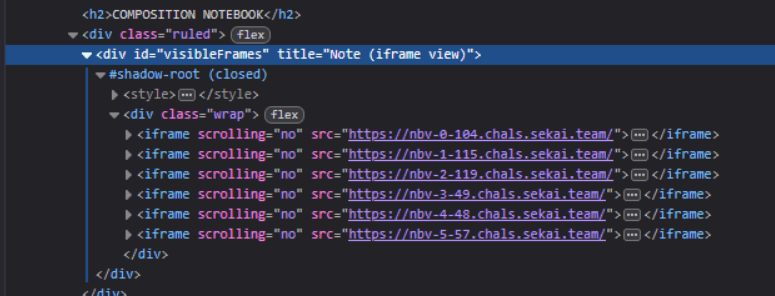 <h2>COMPOSITION NOTEBOOK</h2>
<div class="ruled"> flex
<div id="visibleFrames" title="Note (iframe view)">
#shadow-root (closed)
<style> ••• </style>
<div class="wrap"> flex
<iframe scrolling="no" src="https://nbv-0-104.chals.sekai.team/"> ••• </iframe>
<iframe scrolling="no" src="https://nbv-1-115.chals.sekai.team/"> ••• </iframe>
<iframe scrolling="no" src="https://nbv-2-119.chals.sekai.team/"> ••• </iframe>
<iframe scrolling="no" src="https://nbv-3-49.chals.sekai.team/"> ••• </iframe>
<iframe scrolling="no" src="https://nbv-4-48.chals.sekai.team/"> ••• </iframe>
<iframe scrolling="no" src="https://nbv-5-57.chals.sekai.team/"> ••• </iframe>
</div>
</div>
</div>